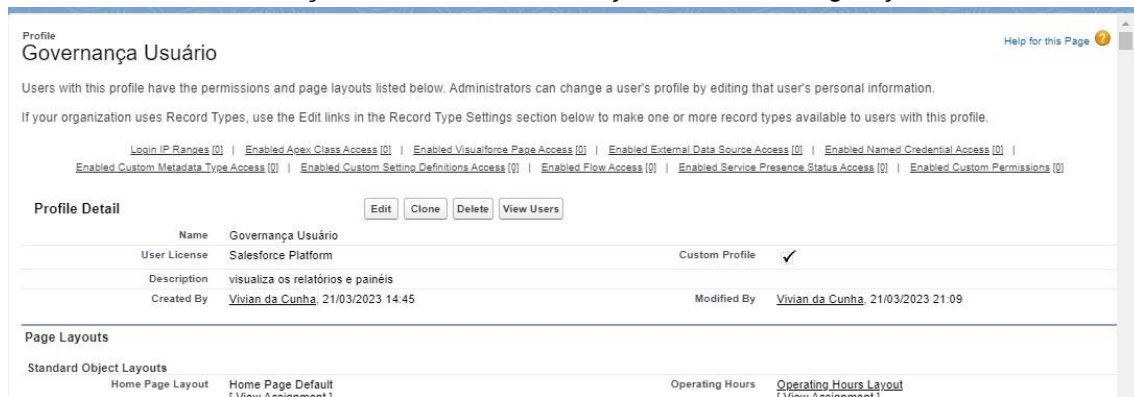 Profile
Governança Usuário
Help for this Page
Users with this profile have the permissions and page layouts listed below. Administrators can change a user's profile by editing that user's personal information.
If your organization uses Record Types, use the Edit links in the Record Type Settings section below to make one or more record types available to users with this profile.
Login IP Ranges [0] | Enabled Apex Class Access [0] | Enabled Visualforce Page Access [0] | Enabled External Data Source Access [0] | Enabled Named Credential Access [0] |
Enabled Custom Metadata Type Access [0] | Enabled Custom Setting Definitions Access [0] | Enabled Flow Access [0] | Enabled Service Presence Status Access [0] | Enabled Custom Permissions [0]
Profile Detail Edit Clone Delete View Users
Name Governança Usuário
User License Salesforce Platform Custom Profile ✓
Description visualiza os relatórios e painéis
Created By Vivian da Cunha, 21/03/2023 14:45 Modified By Vivian da Cunha, 21/03/2023 21:09
Page Layouts
Standard Object Layouts
Home Page Layout Home Page Default Operating Hours Operating Hours Layout
[ View Assignment ] [ View Assignment ]